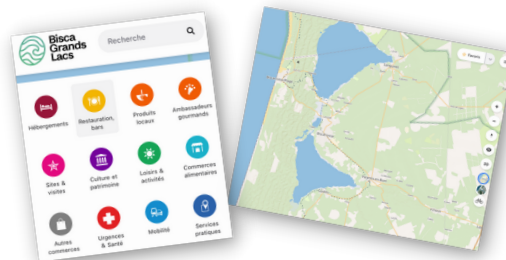 Bisca
Grands
Lacs
Recherche
Hébergements
Restauration,
bars
Produits
locaux
Ambassadeurs
gourmands
Sites &
visites
Culture et
patrimoine
Loisirs &
activités
Commerces
alimentaires
Autres
commerces
Urgences
& Santé
Mobilité
Services
pratiques